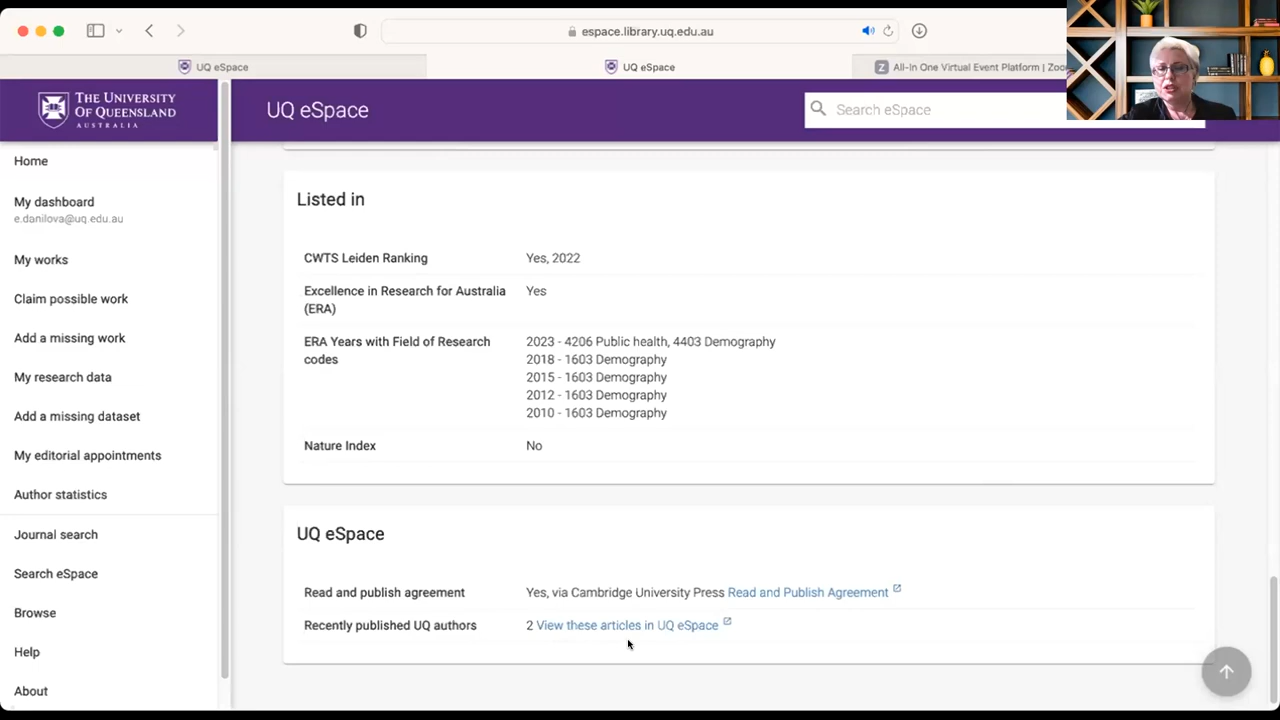 espace.library.uq.edu.au
UQ eSpace
UQ eSpace
All-In One Virtual Event Platform | Zoo
THE UNIVERSITY
OF QUEENSLAND
AUSTRALIA
UQ eSpace
Search eSpace
Home
My dashboard
e.danilova@uq.edu.au
My works
Claim possible work
Add a missing work
My research data
Add a missing dataset
My editorial appointments
Author statistics
Journal search
Search eSpace
Browse
Help
About
Listed in
CWTS Leiden Ranking Yes, 2022
Excellence in Research for Australia Yes
(ERA)
ERA Years with Field of Research 2023 - 4206 Public health, 4403 Demography
codes 2018 - 1603 Demography
2015 - 1603 Demography
2012 - 1603 Demography
2010 - 1603 Demography
Nature Index No
UQ eSpace
Read and publish agreement Yes, via Cambridge University Press Read and Publish Agreement
Recently published UQ authors 2 View these articles in UQ eSpace